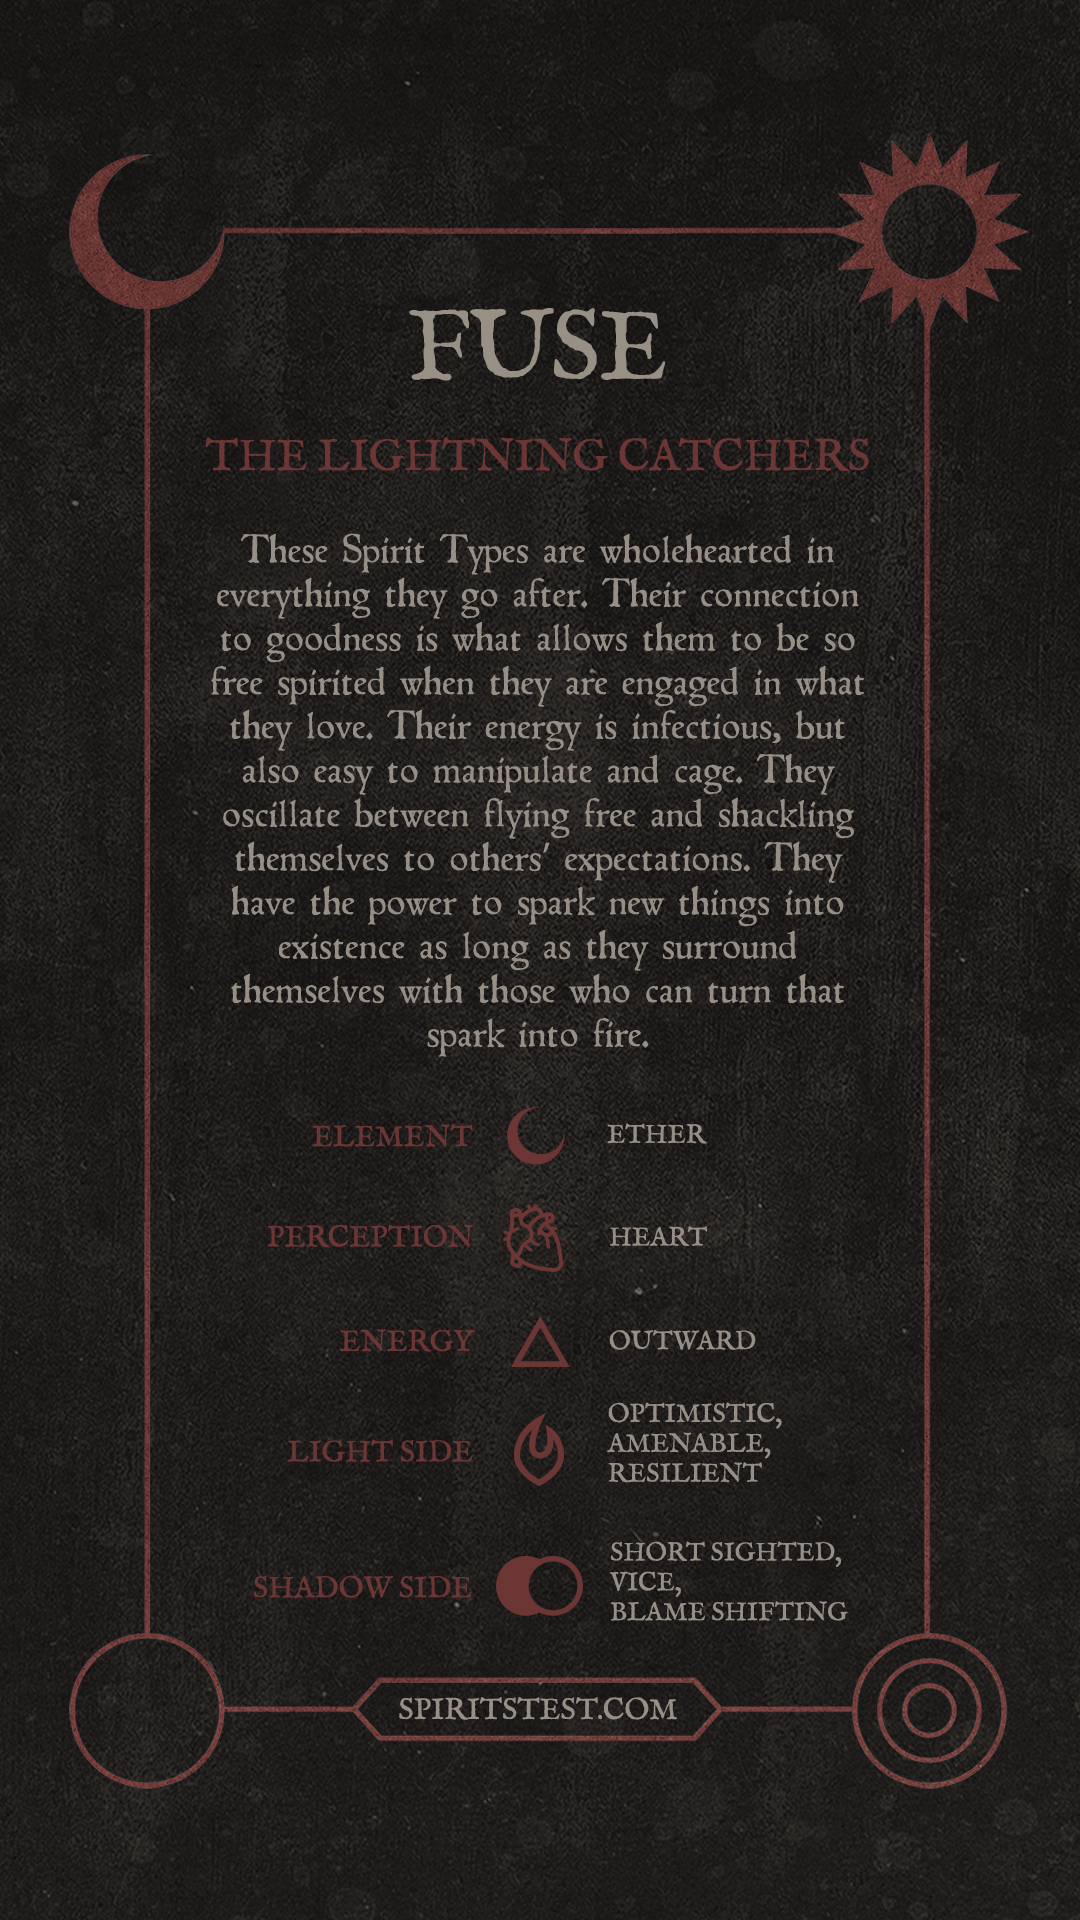 FUSE
THE LIGHTNING CATCHERS
These Spirit Types are wholehearted in
everything they go after. Their connection
to goodness is what allows them to be so
free spirited when they are engaged in what
they love. Their energy is infectious, but
also easy to manipulate and cage. They
oscillate between flying free and shackling
themselves to others' expectations. They
have the power to spark new things into
existence as long as they surround
themselves with those who can turn that
spark into fire.
ELEMENT ETHER
PERCEPTION HEART
ENERGY OUTWARD
LIGHT SIDE OPTIMISTIC,
AMENABLE,
RESILIENT
SHADOW SIDE SHORT SIGHTED,
VICE,
BLAME SHIFTING
SPIRITSTEST.COM